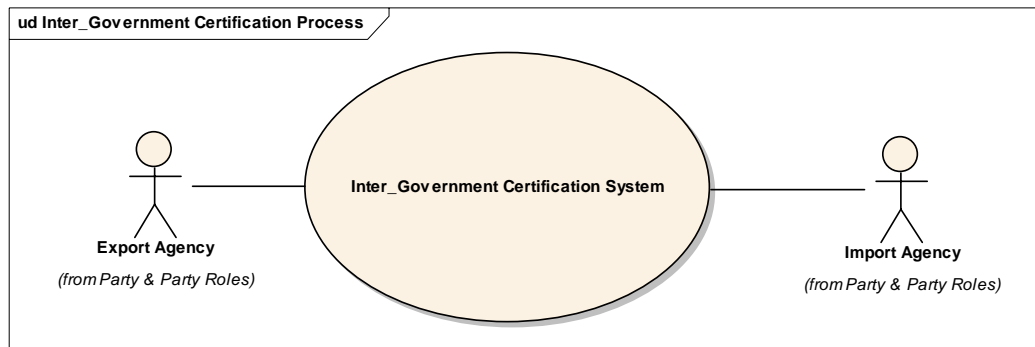 ud Inter_Government Certification Process
Inter_Government Certification System
Export Agency
(from Party & Party Roles)
Import Agency
(from Party & Party Roles)